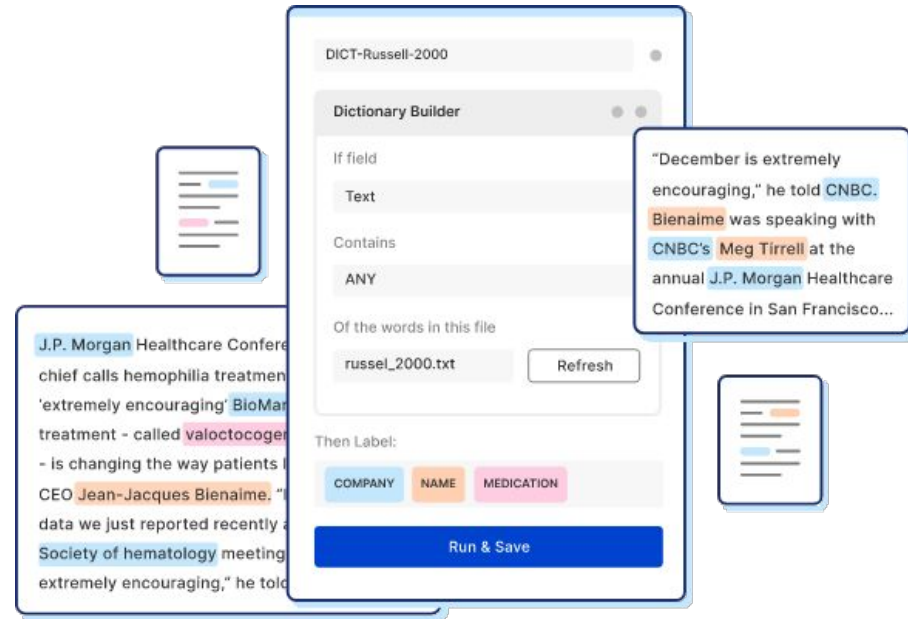 DICT-Russell-2000
Dictionary Builder
If field
Text
Contains
ANY
Of the words in this file
russel_2000.txt
Refresh
Then Label:
COMPANY NAME MEDICATION
Run & Save
“December is extremely
encouraging,” he told CNBC.
Bienaime was speaking with
CNBC’s Meg Tirrell at the
annual J.P. Morgan Healthcare
Conference in San Francisco...
J.P. Morgan Healthcare Confere
chief calls hemophilia treatmen
'extremely encouraging' BioMar
treatment - called valoctocoger
- is changing the way patients
CEO Jean-Jacques Bienaime.
data we just reported recently
Society of hematology meeting
extremely encouraging,” he told